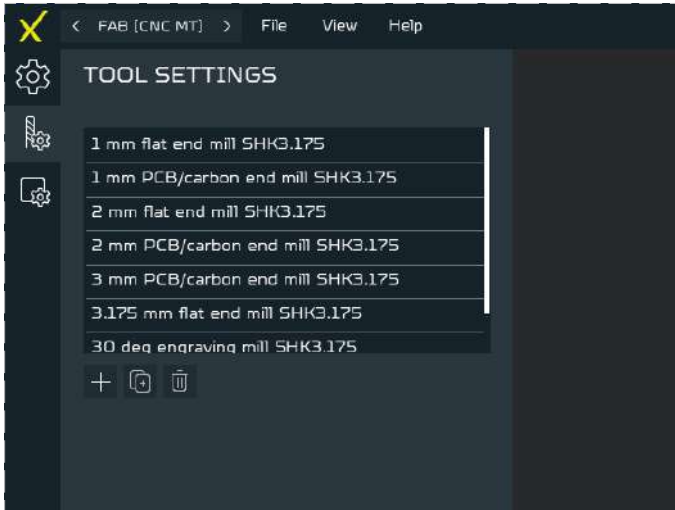 < FAB [CNC MT] > File View Help
TOOL SETTINGS
1 mm flat end mill SHK3.175
1 mm PCB/carbon end mill SHK3.175
2 mm flat end mill SHK3.175
2 mm PCB/carbon end mill SHK3.175
3 mm PCB/carbon end mill SHK3.175
3.175 mm flat end mill SHK3.175
30 deg engraving mill SHK3.175